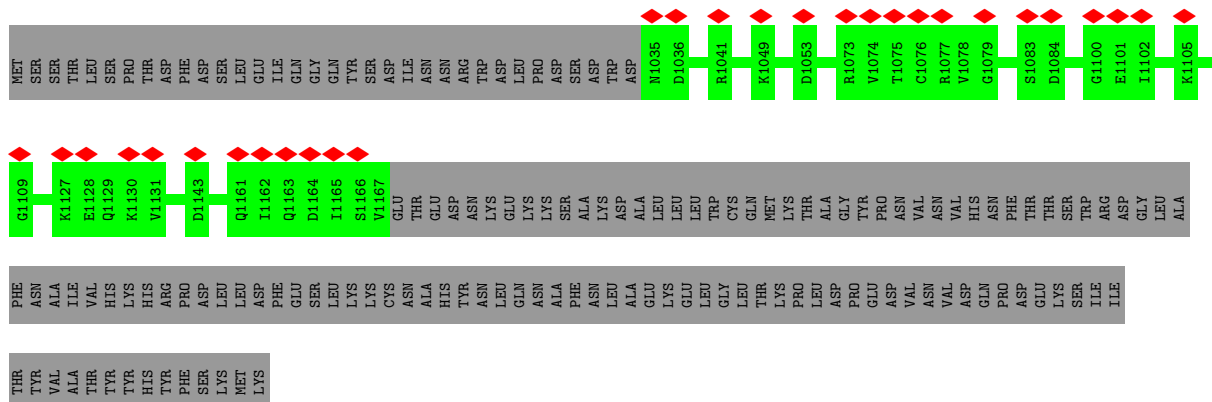 MET SER SER THR LEU SER PRO THR ASP PHE ASP SER LEU GLU ILE GLN GLY GLN TYR SER ASP ILE ASN ASN ARG TRP ASP LEU PRO ASP SER ASP TRP ASP N1035 D1036 R1041 K1049 D1053 R1073 V1074 T1075 C1076 R1077 V1078 G1079 S1083 D1084 G1100 E1101 I1102 K1105
G1109 K1127 E1128 Q1129 K1130 V1131 D1143 Q1161 I1162 Q1163 D1164 I1165 S1166 V1167 GLU THR GLU ASP ASN LYS GLU LYS LYS SER ALA LYS ASP ALA LEU LEU LEU TRP CYS GLN MET LYS THR ALA GLY TYR PRO ASN VAL ASN VAL HIS ASN PHE THR THR SER TRP ARG ASP GLY LEU ALA
PHE ASN ALA ILE VAL HIS LYS HIS ARG PRO ASP LEU LEU ASP PHE GLU SER LEU LYS LYS CYS ASN ALA HIS TYR ASN LEU GLN ASN ALA PHE ASN LEU ALA GLU LYS GLU LEU GLY LEU THR LYS PRO LEU ASP PRO GLU ASP VAL ASN VAL ASP GLN PRO ASP GLU LYS SER ILE ILE
THR TYR VAL ALA THR TYR TYR HIS TYR PHE SER LYS MET LYS